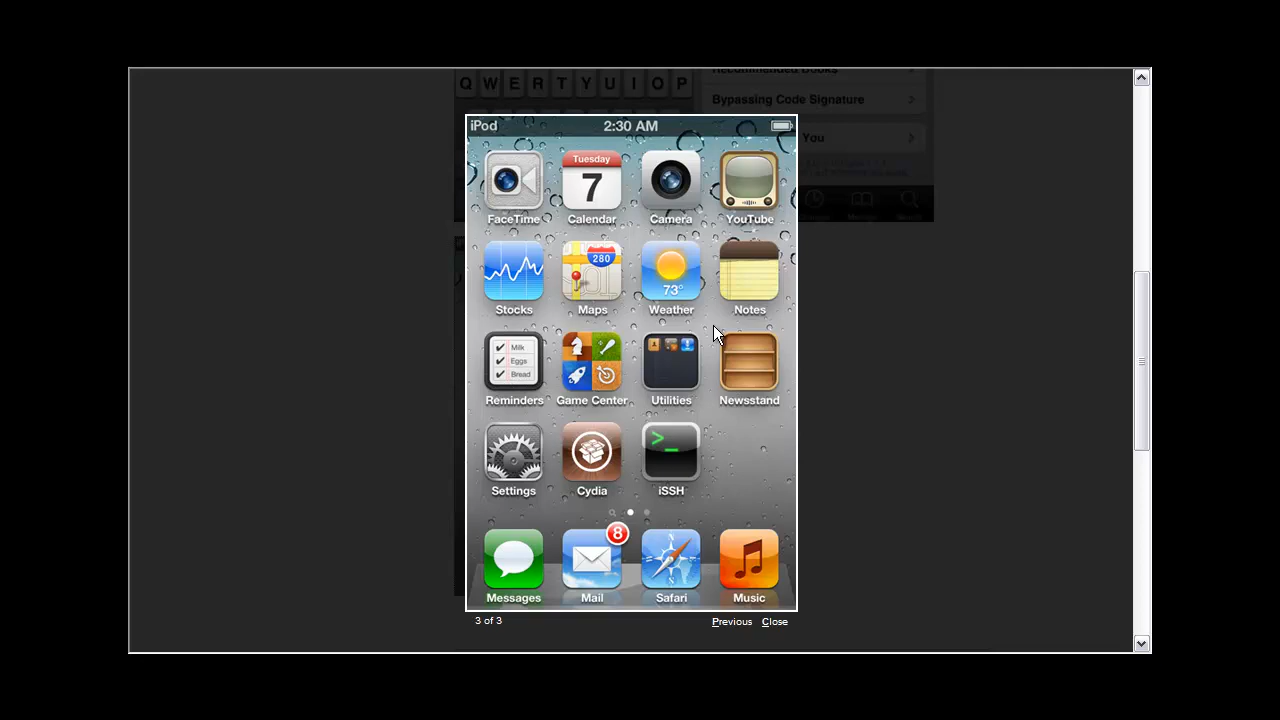 Recommended Books
Q W E R T Y U I O P
Bypassing Code Signature
iPod 2:30 AM
You
Tuesday
7
FaceTime Calendar Camera YouTube
280
73°
Stocks Maps Weather Notes
Milk
Eggs
Bread
Reminders Game Center Utilities Newsstand
>_
Settings Cydia iSSH
8
Messages Mail Safari Music
3 of 3 Previous Close